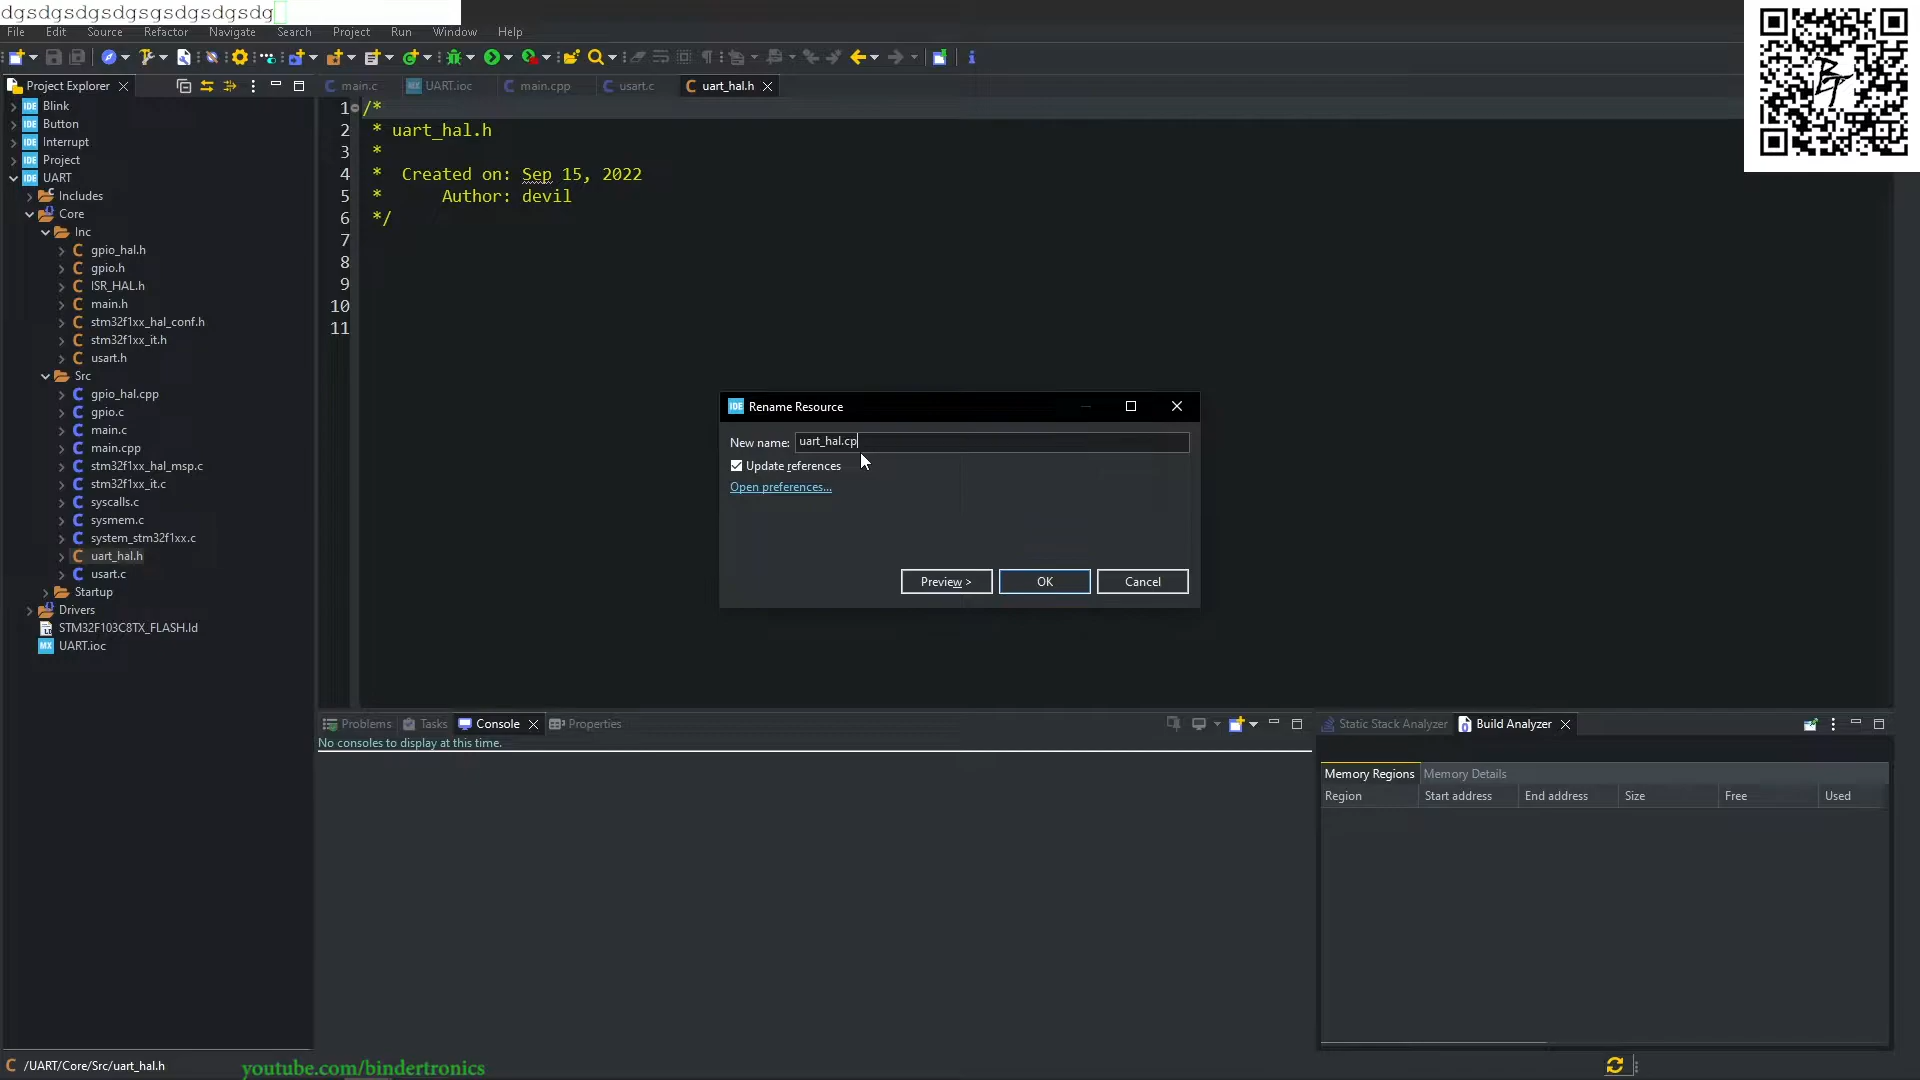 dgsdgsdgsdgsgsdgsdgsdg
File Edit Source Refactor Navigate Search Project Run Window Help
Project Explorer
main.c UART.ioc main.cpp usart.c uart_hal.h
Blink
Button
Interrupt
Project
UART
Includes
Core
Inc
gpio_hal.h
gpio.h
ISR_HAL.h
main.h
stm32f1xx_hal_conf.h
stm32f1xx_it.h
usart.h
Src
gpio_hal.cpp
gpio.c
main.c
main.cpp
stm32f1xx_hal_msp.c
stm32f1xx_it.c
syscalls.c
sysmem.c
system_stm32f1xx.c
uart_hal.h
usart.c
Startup
Drivers
STM32F103C8TX_FLASH.ld
UART.ioc
1 /*
2 * uart_hal.h
3 *
4 * Created on: Sep 15, 2022
5 * Author: devil
6 */
7
8
9
10
11
Rename Resource
New name: uart_hal.cp
Update references
Open preferences...
Preview > OK Cancel
Problems Tasks Console Properties
No consoles to display at this time.
Static Stack Analyzer Build Analyzer
Memory Regions Memory Details
Region Start address End address Size Free Used
/UART/Core/Src/uart_hal.h
youtube.com/bindertronics